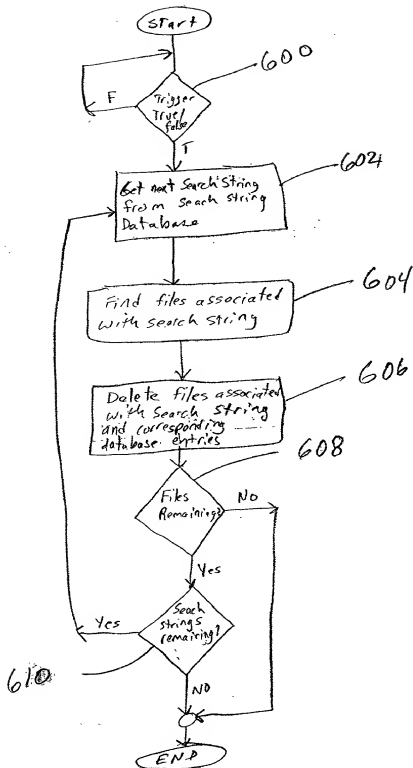 Start
600
Trigger
True/
false
F
T
602
Get next Search String
from Seach string
Database
604
Find files associated
with search string
606
Delete files associated
with search string
and corresponding
database entries
608
Files
Remaining?
NO
Yes
Seach
strings
remaining?
Yes
610
NO
END